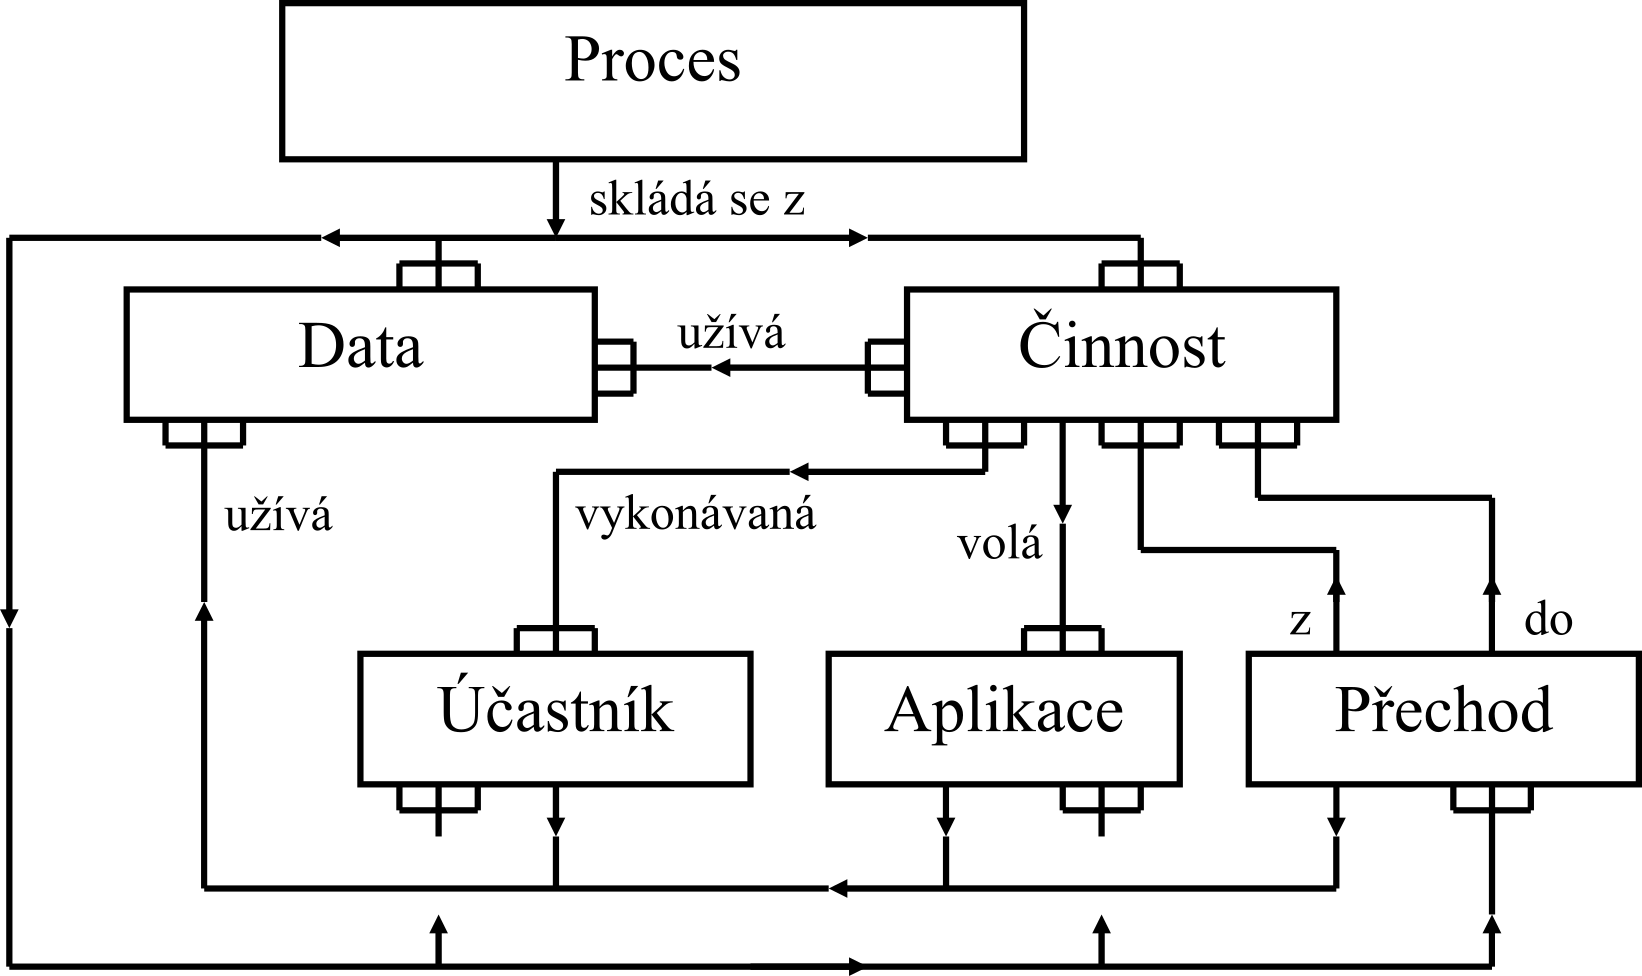 Proces
skládá se z
Data
užívá
Činnost
užívá
vykonávaná
volá
z
do
Účastník
Aplikace
Přechod